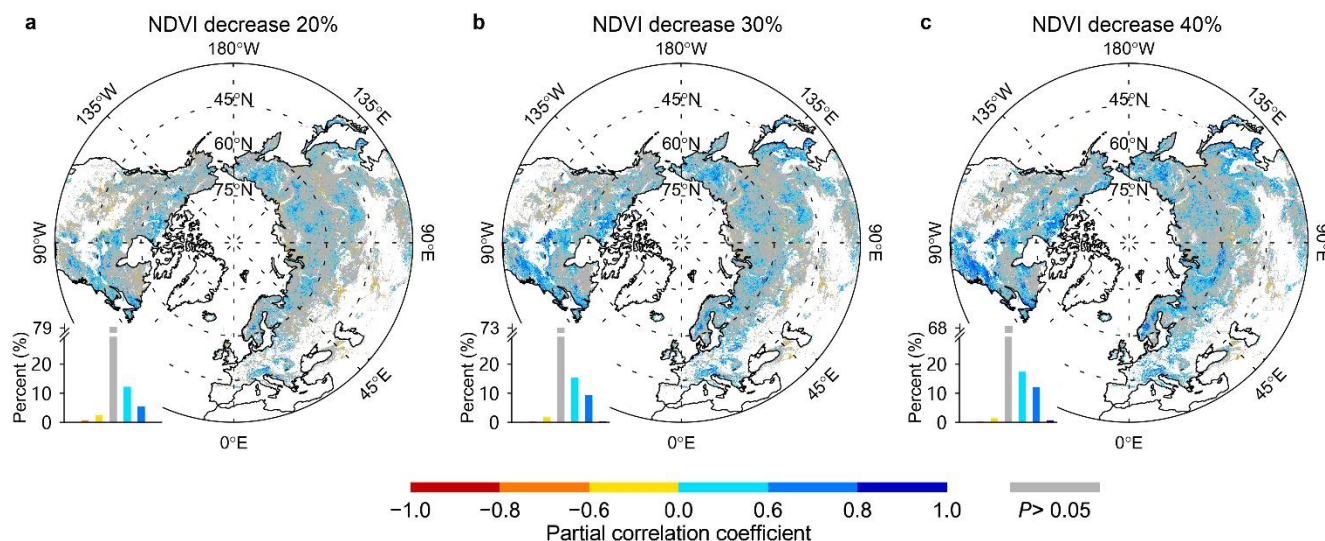 a NDVI decrease 20%
180°W
135°W
135°E
45°N
60°N
75°N
90°W
90°E
45°E
0°E
79
20
10
0
Percent (%)
b NDVI decrease 30%
180°W
135°W
135°E
45°N
60°N
75°N
90°W
90°E
45°E
0°E
73
20
10
0
Percent (%)
c NDVI decrease 40%
180°W
135°W
135°E
45°N
60°N
75°N
90°W
90°E
45°E
0°E
68
20
10
0
Percent (%)
−1.0 −0.8 −0.6 0.0 0.6 0.8 1.0
Partial correlation coefficient
P> 0.05